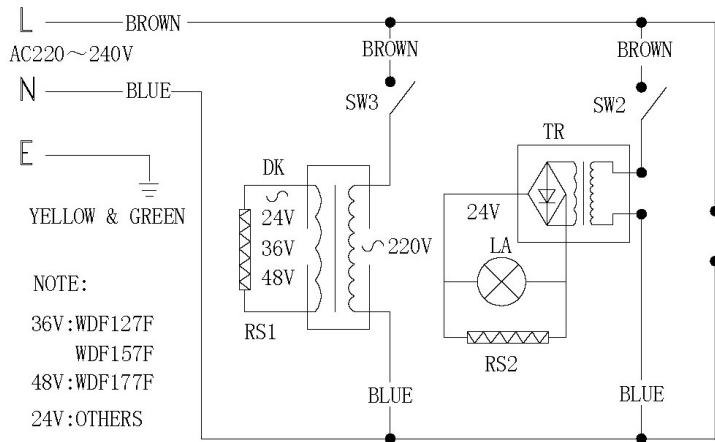 L
BROWN
AC220～240V
N
BLUE
E
YELLOW & GREEN
BROWN
SW3
BROWN
SW2
DK
24V
36V
48V
220V
RS1
TR
24V
LA
RS2
BLUE
BLUE
NOTE:
36V:WDF127F
WDF157F
48V:WDF177F
24V:OTHERS